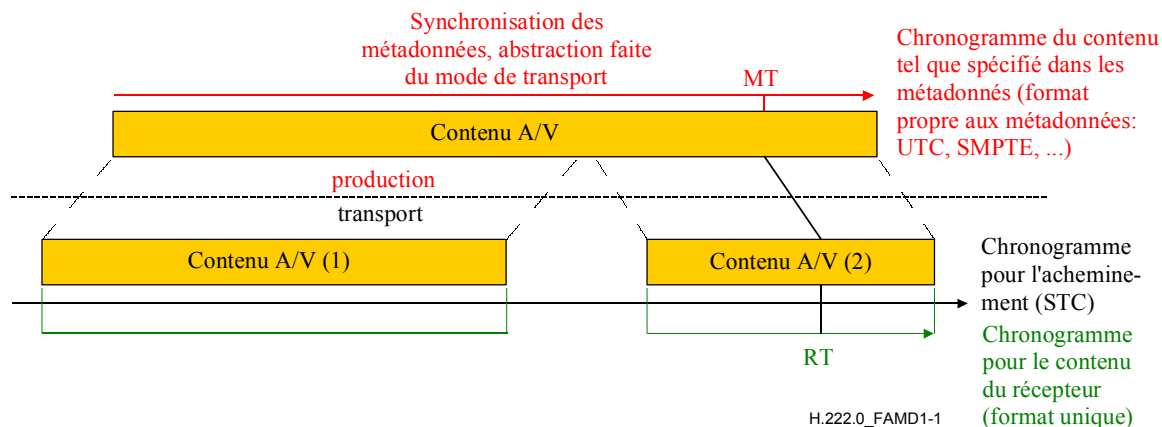 Synchronisation des
métadonnées, abstraction faite
du mode de transport
MT
Chronogramme du contenu
tel que spécifié dans les
métadonnés (format
propre aux métadonnées:
UTC, SMPTE, ...)
Contenu A/V
production
transport
Contenu A/V (1)
Contenu A/V (2)
Chronogramme
pour l'achemine-
ment (STC)
RT
Chronogramme
pour le contenu
du récepteur
(format unique)
H.222.0_FAMD1-1